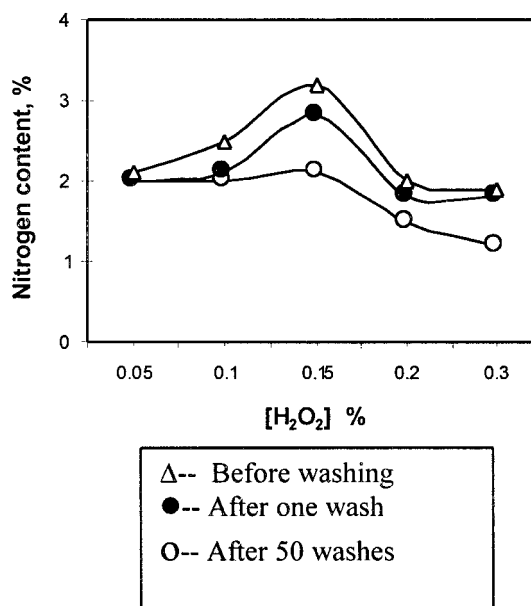 4
3
2
1
0
Nitrogen content, %
0.05 0.1 0.15 0.2 0.3
[H₂O₂] %
Δ-- Before washing
●-- After one wash
O-- After 50 washes